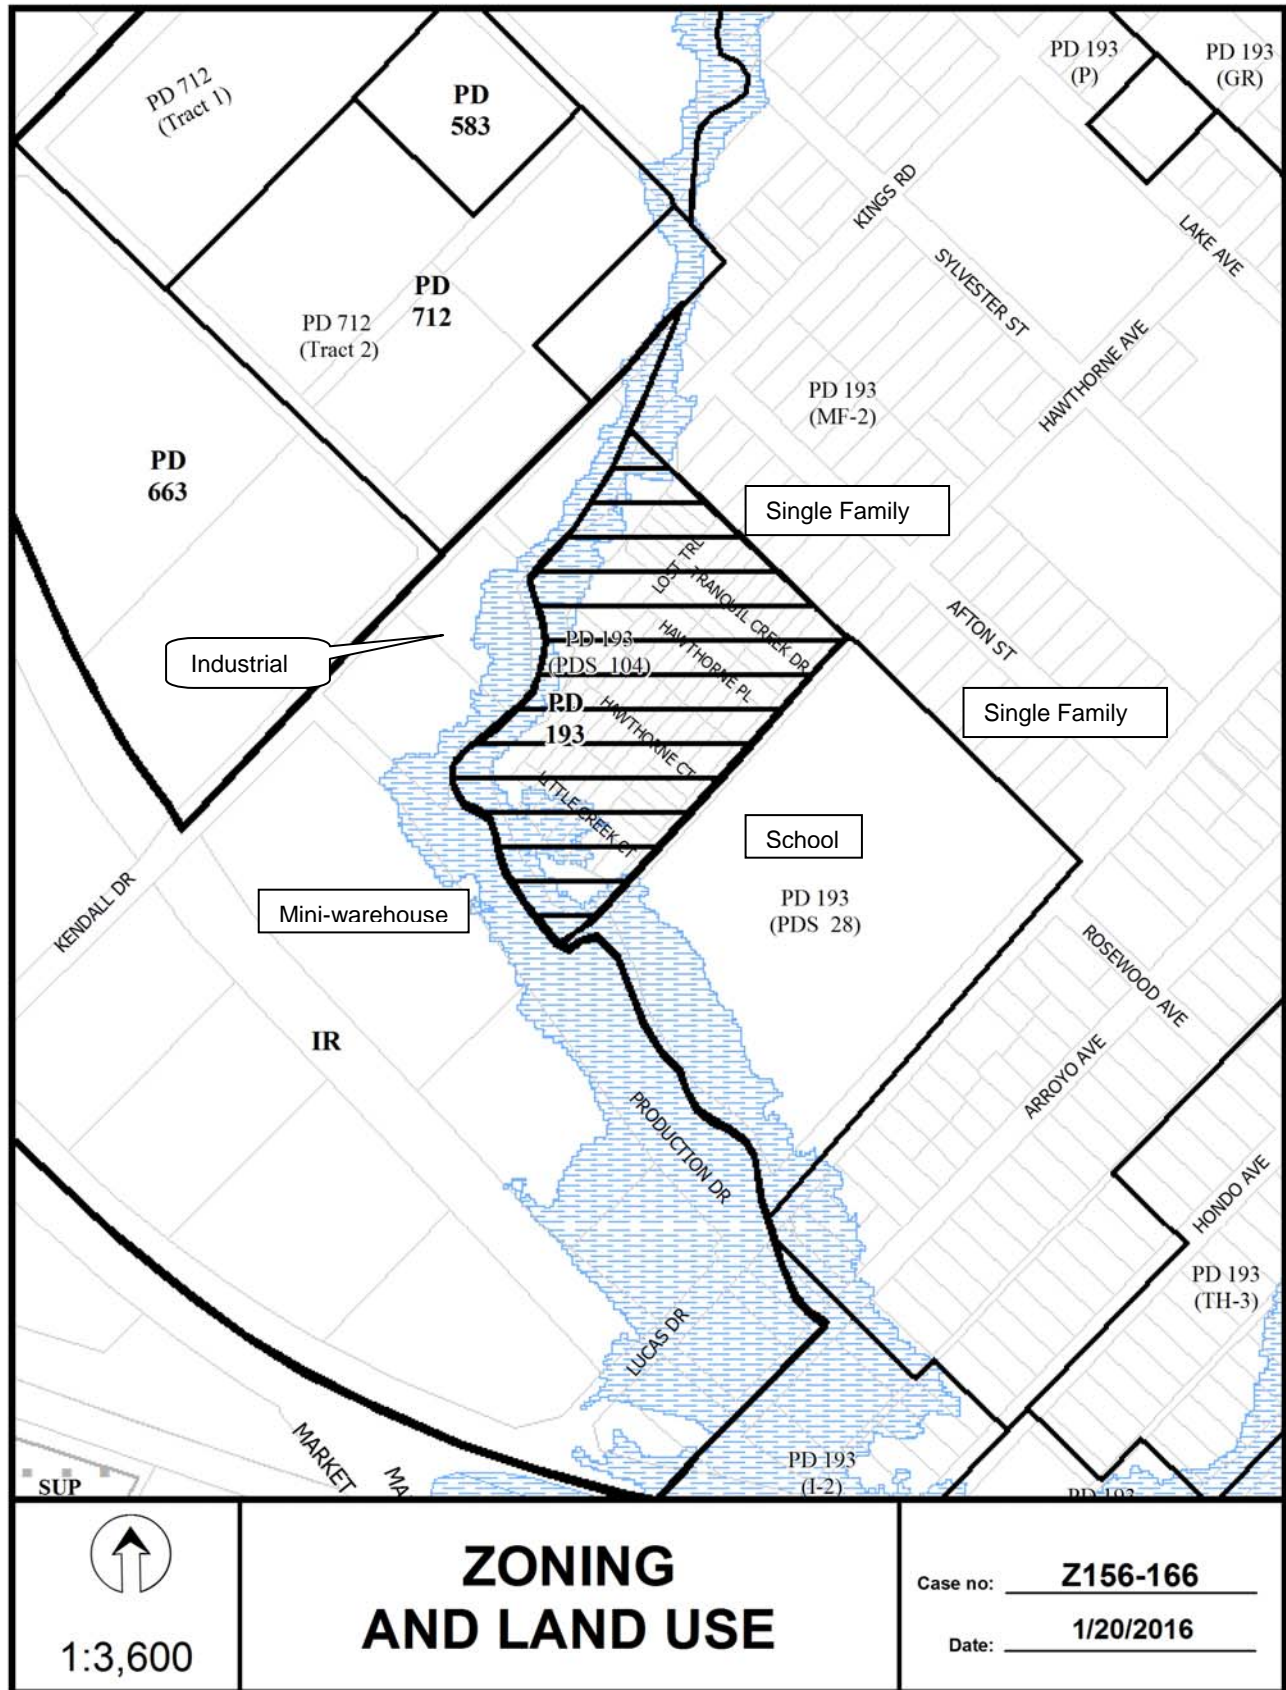 PD 712
(Tract 1)
PD
583
PD 193
(P)
PD 193
(GR)
KINGS RD
LAKE AVE
SYLVESTER ST
PD
712
PD 712
(Tract 2)
HAWTHORNE AVE
PD 193
(MF-2)
PD
663
Single Family
LOST TRL
TRANQUIL CREEK DR
AFTON ST
Industrial
PD 193
(PDS 104)
HAWTHORNE PL
PD
193
HAWTHORNE CT
Single Family
LITTLE CREEK CT
School
KENDALL DR
Mini-warehouse
PD 193
(PDS 28)
ROSEWOOD AVE
IR
ARROYO AVE
PRODUCTION DR
HONDO AVE
PD 193
(TH-3)
LUCAS DR
MARKET
MA
PD 193
(I-2)
SUP
PD 193
1:3,600
ZONING
AND LAND USE
Case no: Z156-166
Date: 1/20/2016